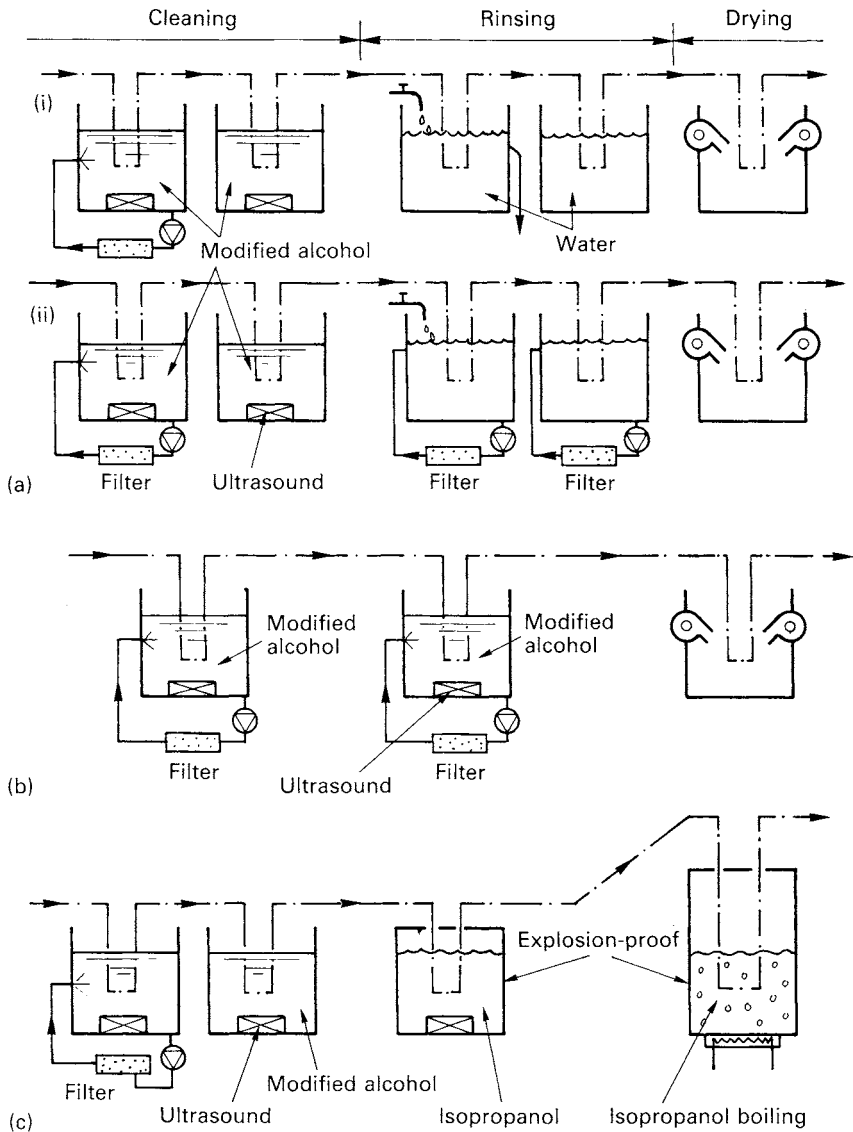 Cleaning
Rinsing
Drying
(i)
Modified alcohol
Water
(ii)
Filter
Ultrasound
Filter
Filter
(a)
Modified
alcohol
Modified
alcohol
Filter
Ultrasound
Filter
(b)
Explosion-proof
Filter
Modified alcohol
Ultrasound
Isopropanol
Isopropanol boiling
(c)